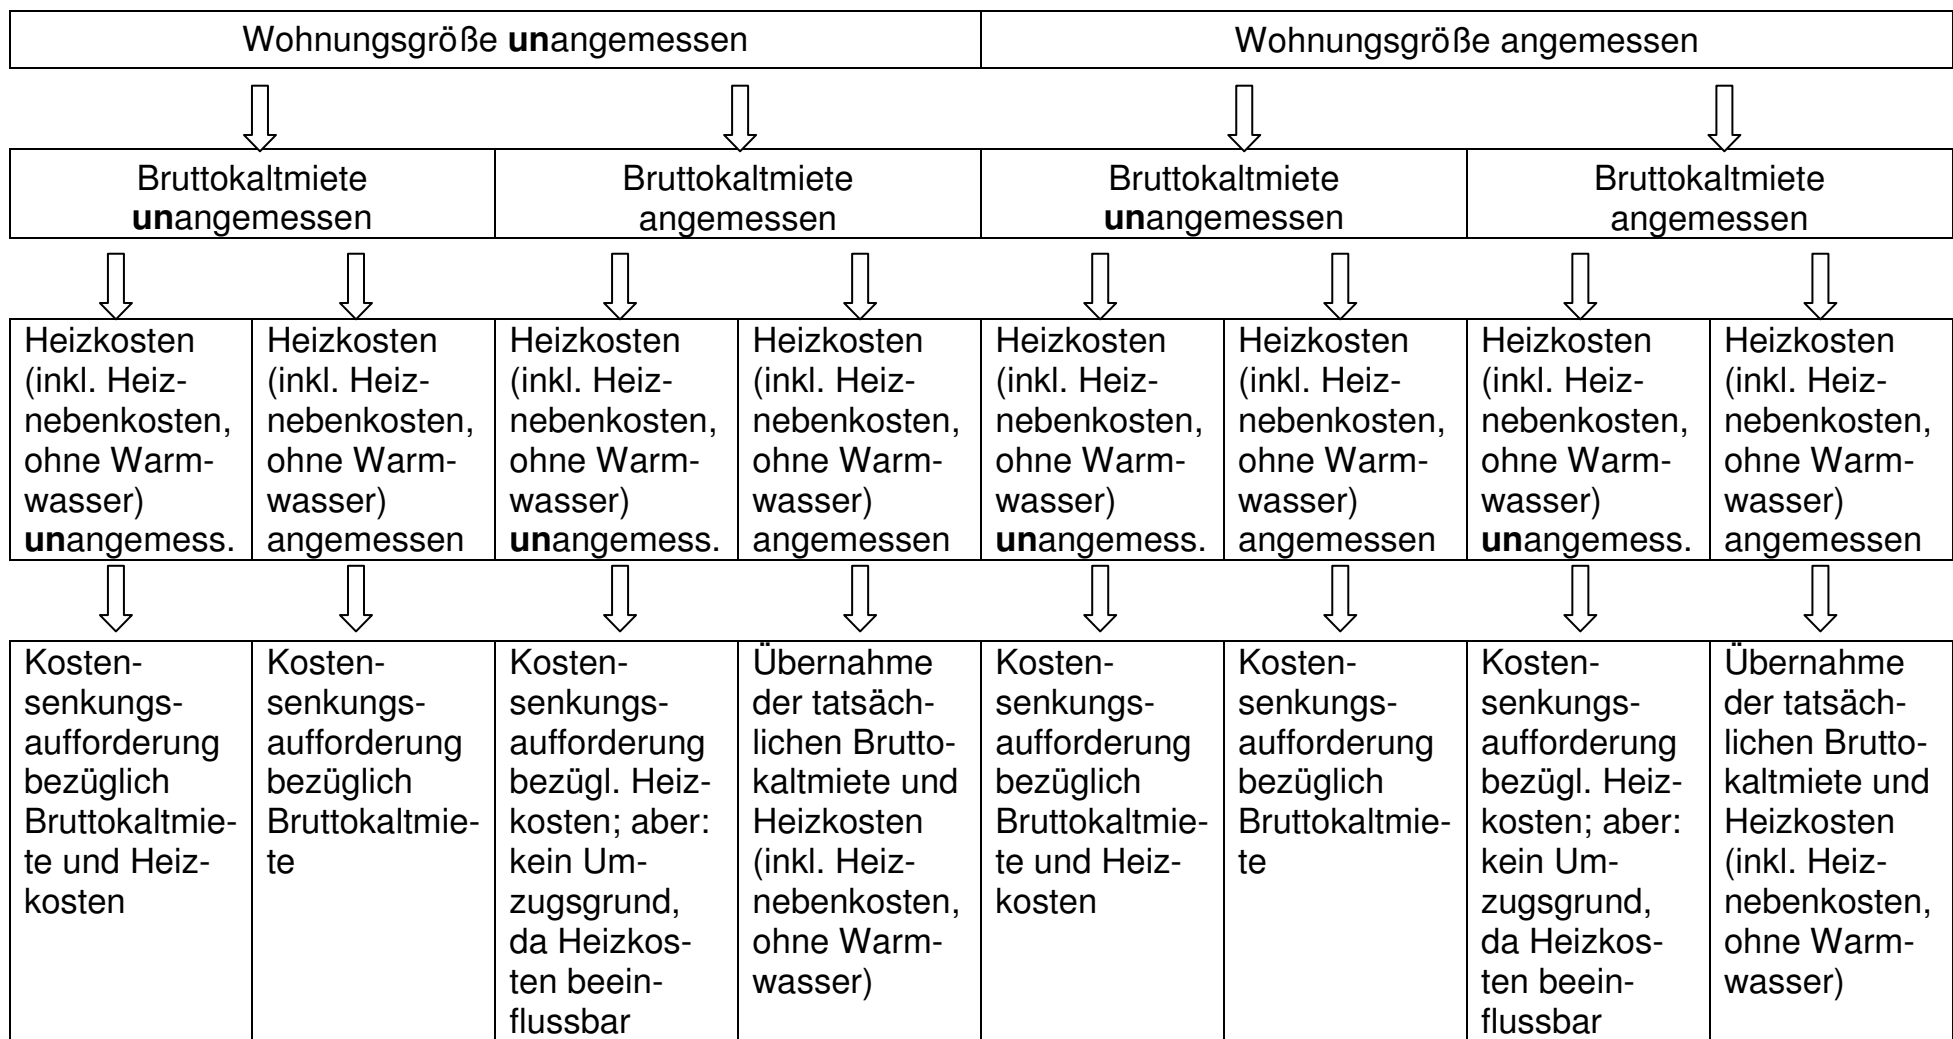 Wohnungsgröße unangemessen
Wohnungsgröße angemessen
Bruttokaltmiete
unangemessen
Bruttokaltmiete
angemessen
Bruttokaltmiete
unangemessen
Bruttokaltmiete
angemessen
Heizkosten
(inkl. Heiz-
nebenkosten,
ohne Warm-
wasser)
unangemess.
Heizkosten
(inkl. Heiz-
nebenkosten,
ohne Warm-
wasser)
angemessen
Heizkosten
(inkl. Heiz-
nebenkosten,
ohne Warm-
wasser)
unangemess.
Heizkosten
(inkl. Heiz-
nebenkosten,
ohne Warm-
wasser)
angemessen
Heizkosten
(inkl. Heiz-
nebenkosten,
ohne Warm-
wasser)
unangemess.
Heizkosten
(inkl. Heiz-
nebenkosten,
ohne Warm-
wasser)
angemessen
Heizkosten
(inkl. Heiz-
nebenkosten,
ohne Warm-
wasser)
unangemess.
Heizkosten
(inkl. Heiz-
nebenkosten,
ohne Warm-
wasser)
angemessen
Kosten-
senkungs-
aufforderung
bezüglich
Bruttokaltmie-
te und Heiz-
kosten
Kosten-
senkungs-
aufforderung
bezüglich
Bruttokaltmie-
te
Kosten-
senkungs-
aufforderung
bezügl. Heiz-
kosten; aber:
kein Um-
zugsgrund,
da Heizkos-
ten beein-
flussbar
Übernahme
der tatsäch-
lichen Brutto-
kaltmiete und
Heizkosten
(inkl. Heiz-
nebenkosten,
ohne Warm-
wasser)
Kosten-
senkungs-
aufforderung
bezüglich
Bruttokaltmie-
te und Heiz-
kosten
Kosten-
senkungs-
aufforderung
bezüglich
Bruttokaltmie-
te
Kosten-
senkungs-
aufforderung
bezügl. Heiz-
kosten; aber:
kein Um-
zugsgrund,
da Heizkos-
ten beein-
flussbar
Übernahme
der tatsäch-
lichen Brutto-
kaltmiete und
Heizkosten
(inkl. Heiz-
nebenkosten,
ohne Warm-
wasser)